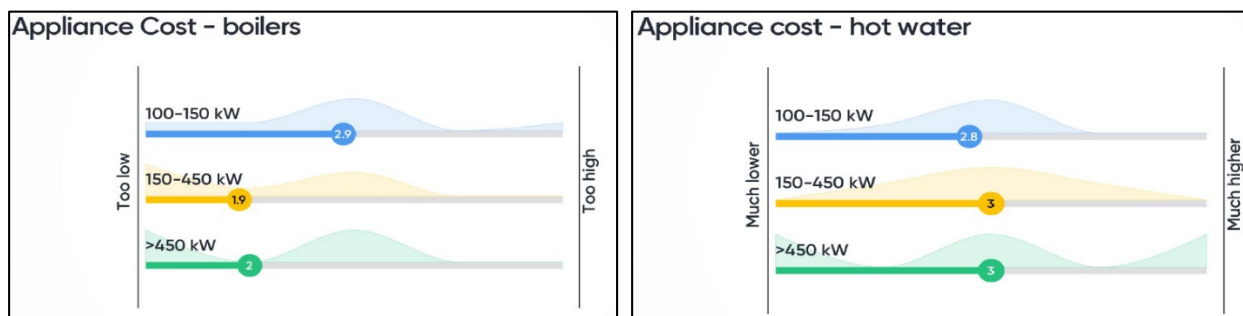 Appliance Cost – boilers
100–150 kW
2.9
150–450 kW
1.9
>450 kW
2
Too low
Too high
Appliance cost – hot water
100–150 kW
2.8
150–450 kW
3
>450 kW
3
Much lower
Much higher